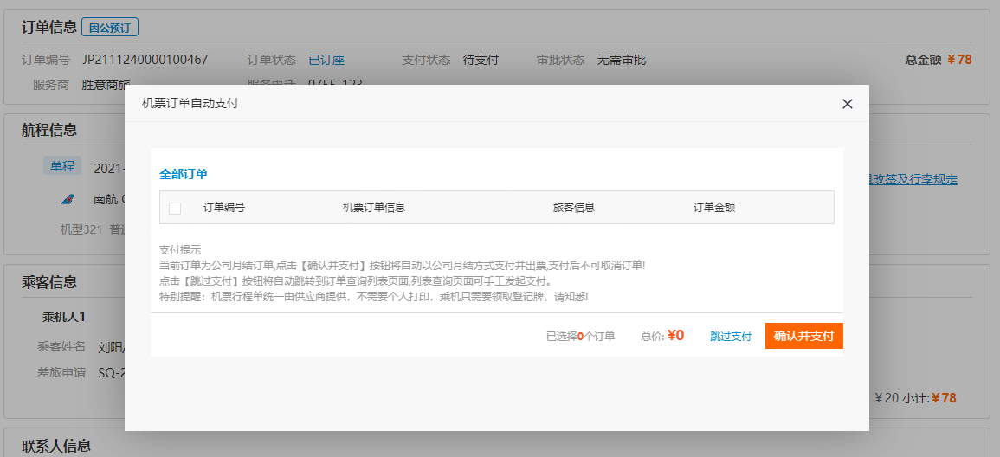 订单信息 因公预订
订单编号 JP2111240000100467 订单状态 已订座 支付状态 待支付 审批状态 无需审批 总金额 ¥78
服务商 胜意商旅 服务电话 0755-123
机票订单自动支付
航程信息
单程 2021-
改签及行李规定
南航
机型321 普
全部订单
订单编号 机票订单信息 旅客信息 订单金额
支付提示
当前订单为公司月结订单,点击【确认并支付】按钮将自动以公司月结方式支付并出票,支付后不可取消订单!
点击【跳过支付】按钮将自动跳转到订单查询列表页面,列表查询页面可手工发起支付。
特别提醒：机票行程单统一由供应商提供，不需要个人打印，乘机只需要领取登记牌，请知悉!
已选择0个订单 总价: ¥0 跳过支付 确认并支付
乘客信息
乘机人1
乘客姓名 刘阳
差旅申请 SQ-2
¥20 小计:¥78
联系人信息